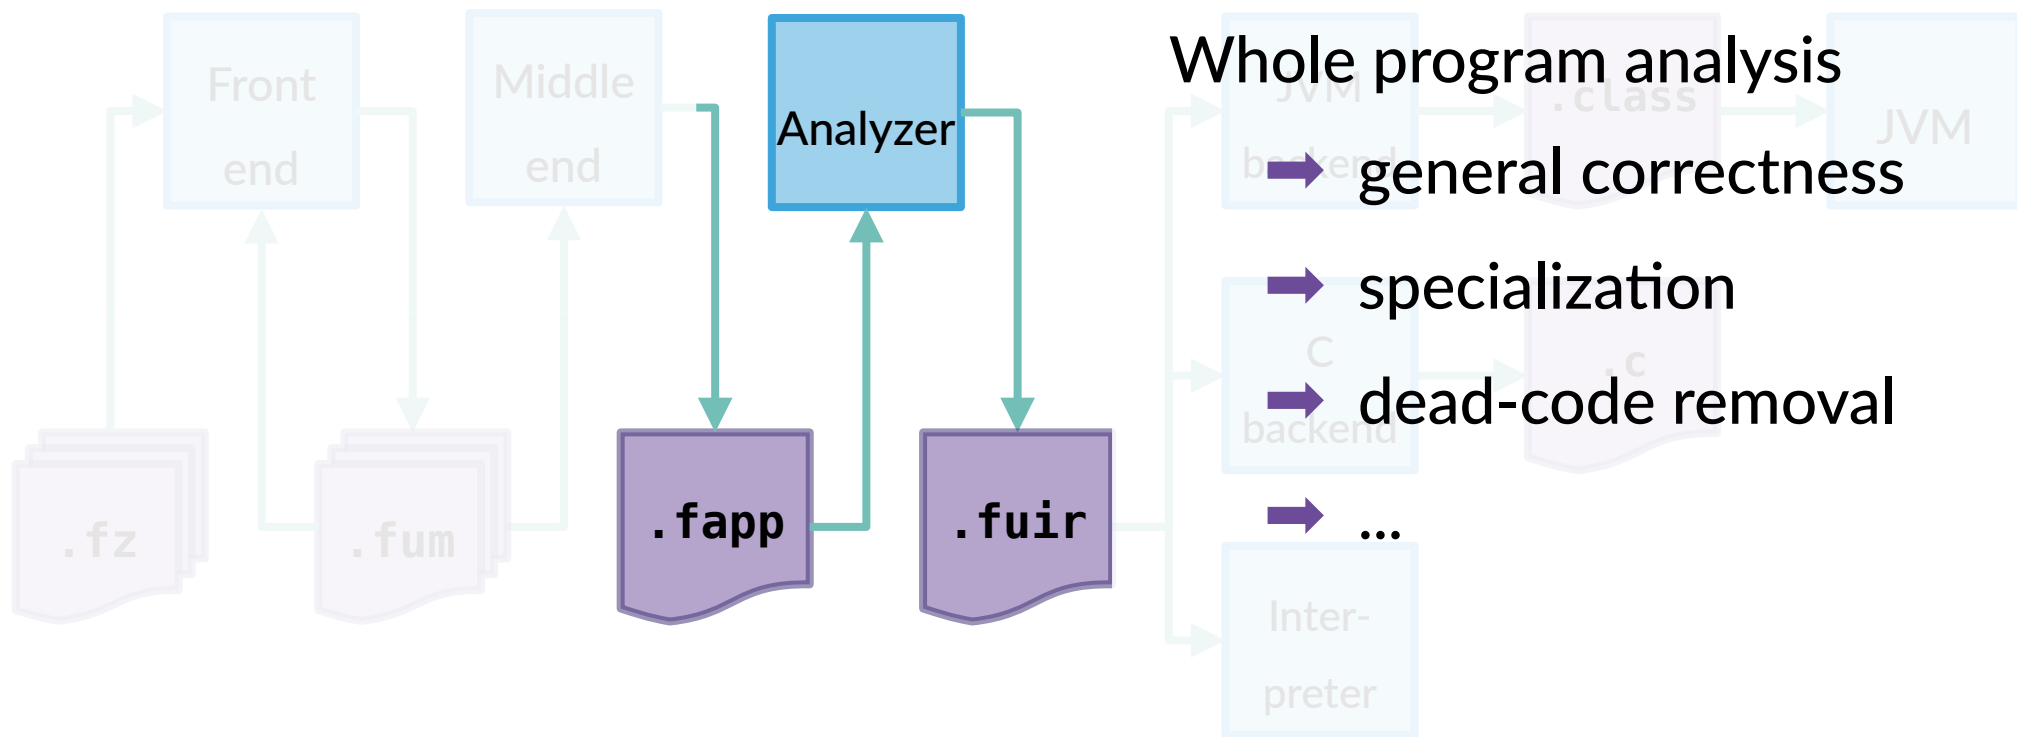 Front
end
Middle
end
Analyzer
Whole program analysis
general correctness
specialization
dead-code removal
...
JVM
backend
.class
JVM
C
backend
.c
Inter-
preter
.fz
.fum
.fapp
.fuir